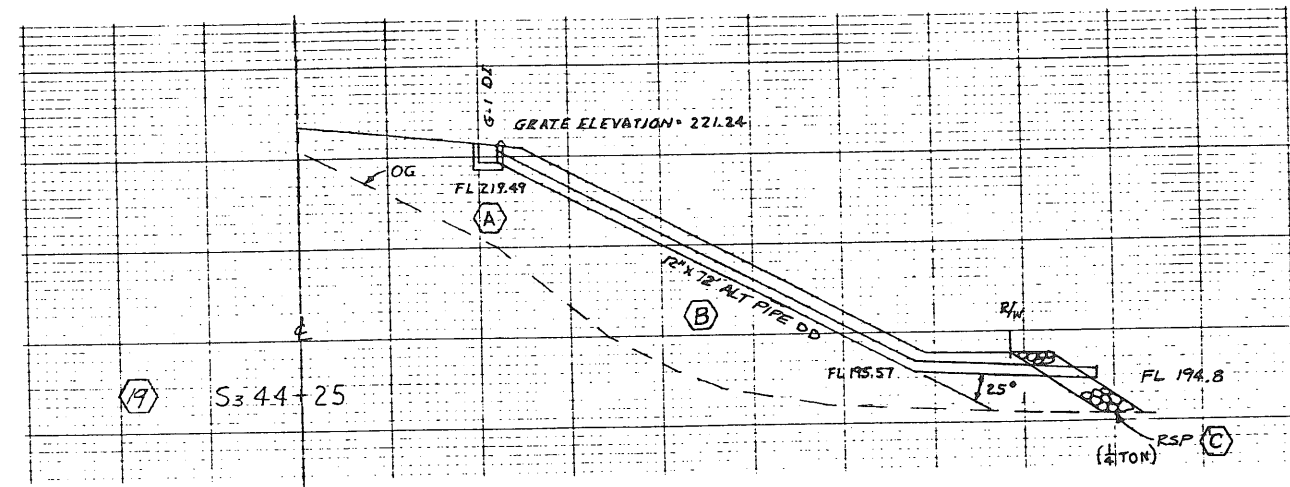 G-1 DI
GRATE ELEVATION= 221.24
OG
FL 219.49
A
12" X 72' ALT PIPE DD
B
R/W
℄
FL 195.57
25°
FL 194.8
19
S3 44+25
RSP C
(1/4 TON)